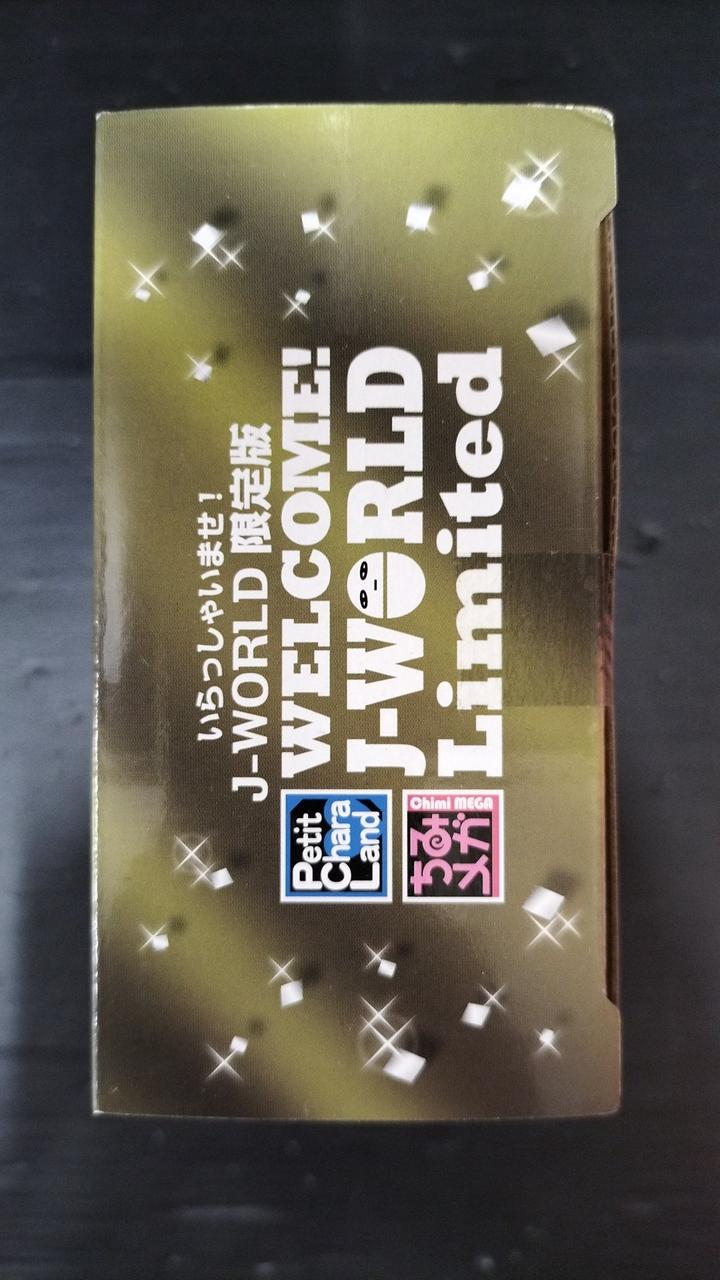 いらっしゃいませ！
J-WORLD 限定版
WELCOME!
J-WORLD
Limited
Petit
Chara
Land
Chimi MEGA
ちみ
メガ